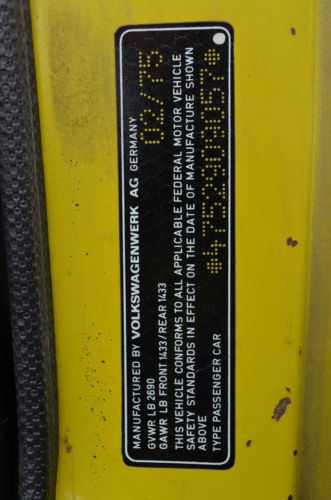 MANUFACTURED BY VOLKSWAGENWERK AG GERMANY
GVWR LB 2690 02/75
GAWR LB FRONT 1433/REAR 1433
THIS VEHICLE CONFORMS TO ALL APPLICABLE FEDERAL MOTOR VEHICLE
SAFETY STANDARDS IN EFFECT ON THE DATE OF MANUFACTURE SHOWN
ABOVE *4752903057*
TYPE PASSENGER CAR